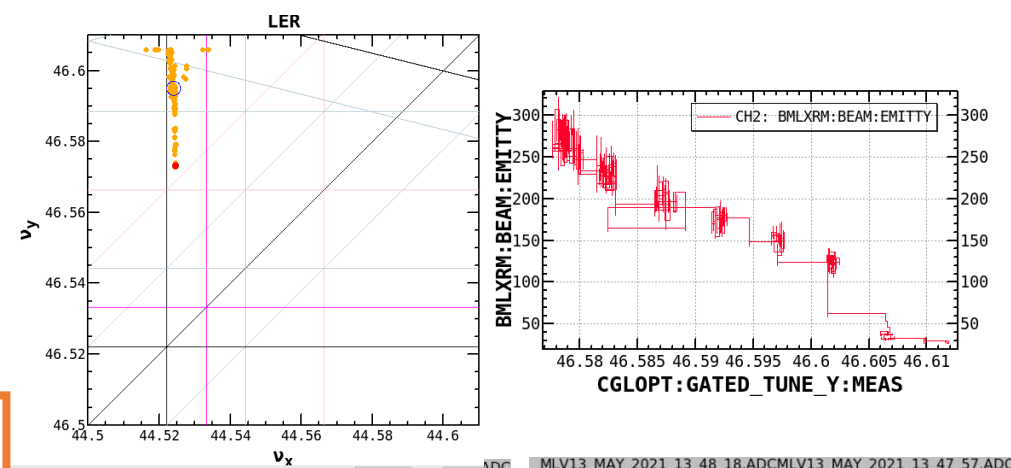 LER
46.6
46.58
46.56
46.54
46.52
46.5
νy
44.5 44.52 44.54 44.56 44.58 44.6
νx
CH2: BMLXRM:BEAM:EMITTY
300
250
200
150
100
50
300
250
200
150
100
50
BMLXRM:BEAM:EMITTY
46.58 46.585 46.59 46.595 46.6 46.605 46.61
CGLOPT:GATED_TUNE_Y:MEAS
ADC
MLV13_MAY_2021_13_48_18.ADC MLV13_MAY_2021_13_47_57.ADC